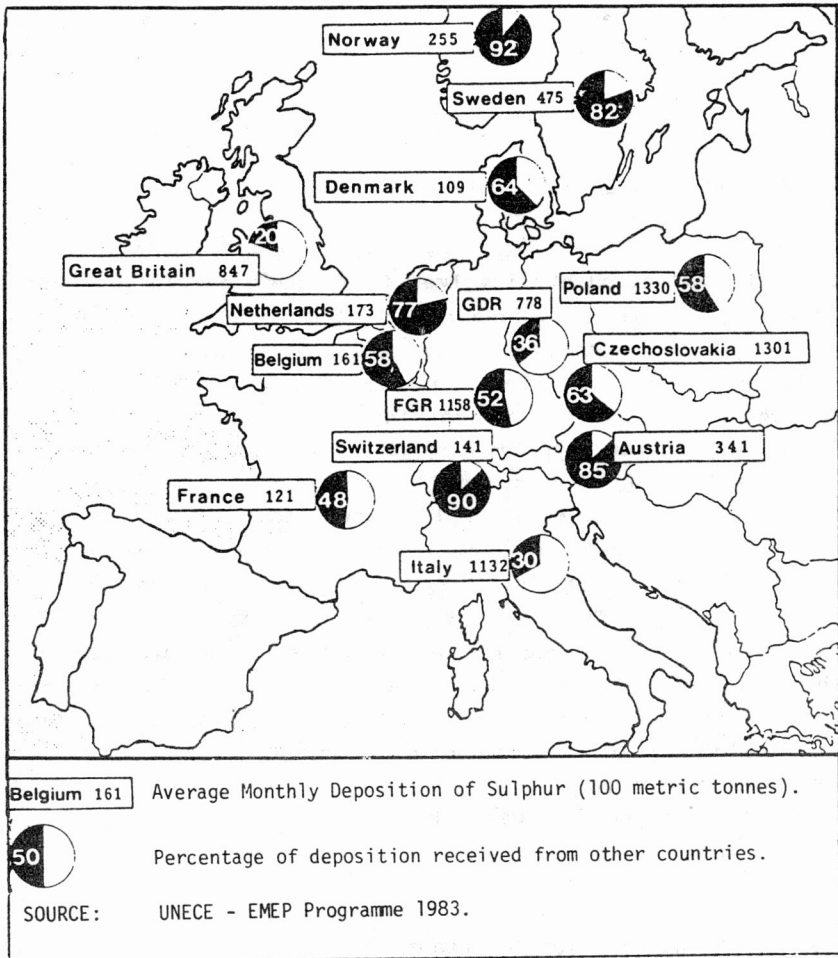 Norway 255
92
Sweden 475
82
Denmark 109
64
20
Great Britain 847
Netherlands 173
77
GDR 778
36
Poland 1330
58
Belgium 161
58
Czechoslovakia 1301
63
FGR 1158
52
Switzerland 141
90
Austria 341
85
France 121
48
Italy 1132
30
Belgium 161 Average Monthly Deposition of Sulphur (100 metric tonnes).
50 Percentage of deposition received from other countries.
SOURCE: UNECE - EMEP Programme 1983.